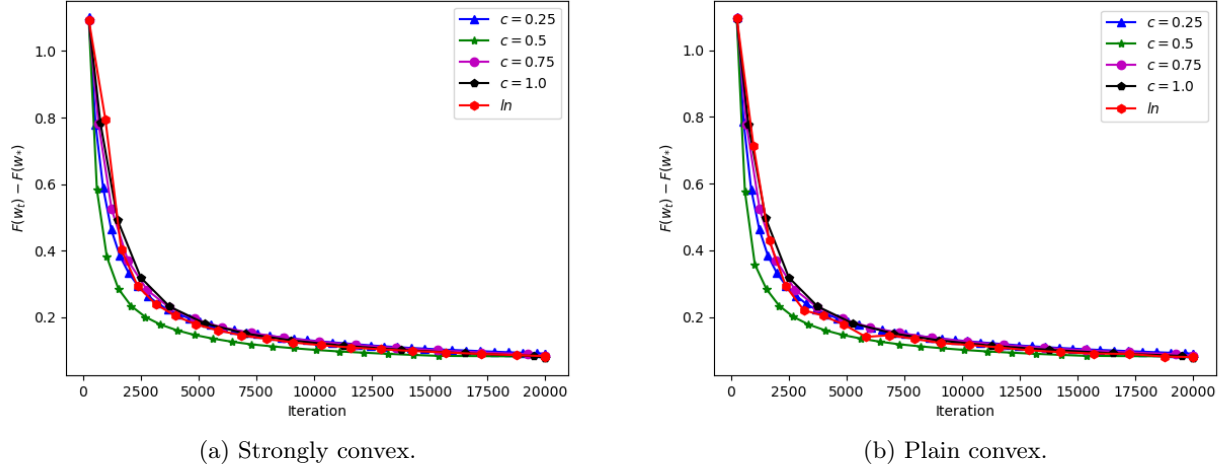 1.0
0.8
0.6
0.4
0.2
F(w_t) − F(w_*)
0 2500 5000 7500 10000 12500 15000 17500 20000
Iteration
c = 0.25
c = 0.5
c = 0.75
c = 1.0
ln
(a) Strongly convex.
1.0
0.8
0.6
0.4
0.2
F(w_t) − F(w_*)
0 2500 5000 7500 10000 12500 15000 17500 20000
Iteration
c = 0.25
c = 0.5
c = 0.75
c = 1.0
ln
(b) Plain convex.